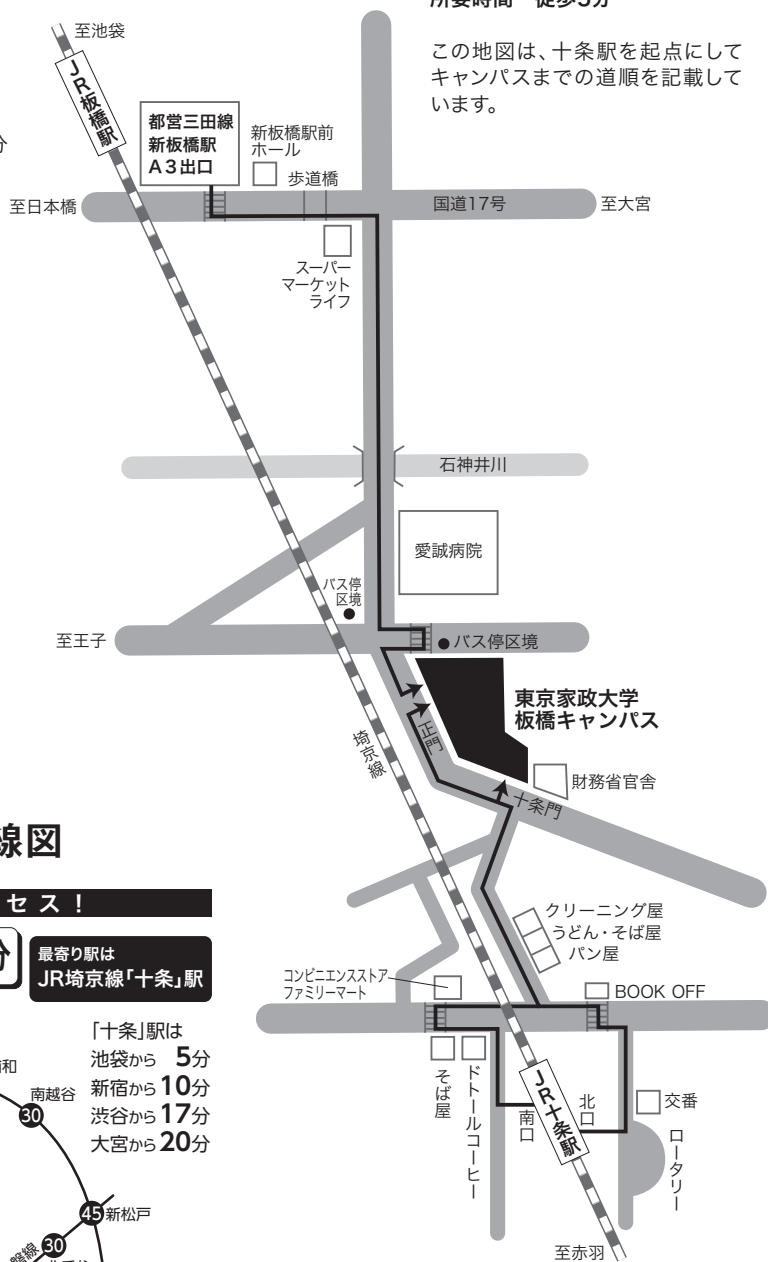 所要時間　徒歩5分
この地図は、十条駅を起点にして
キャンパスまでの道順を記載して
います。
至池袋
JR板橋駅
分
都営三田線
新板橋駅
A3出口
新板橋駅前
ホール
歩道橋
至日本橋
国道17号
至大宮
スーパー
マーケット
ライフ
石神井川
愛誠病院
バス停
区境
至王子
バス停区境
東京家政大学
板橋キャンパス
正門
埼京線
財務省官舎
十条門
クリーニング屋
うどん・そば屋
パン屋
コンビニエンスストア
ファミリーマート
BOOK OFF
そば屋
ドトールコーヒー
南口
JR十条駅
北口
交番
ロータリー
至赤羽
線図
セス！
分
最寄り駅は
JR埼京線「十条」駅
「十条」駅は
池袋から 5分
新宿から 10分
渋谷から 17分
大宮から 20分
和
南越谷
30
45 新松戸
30